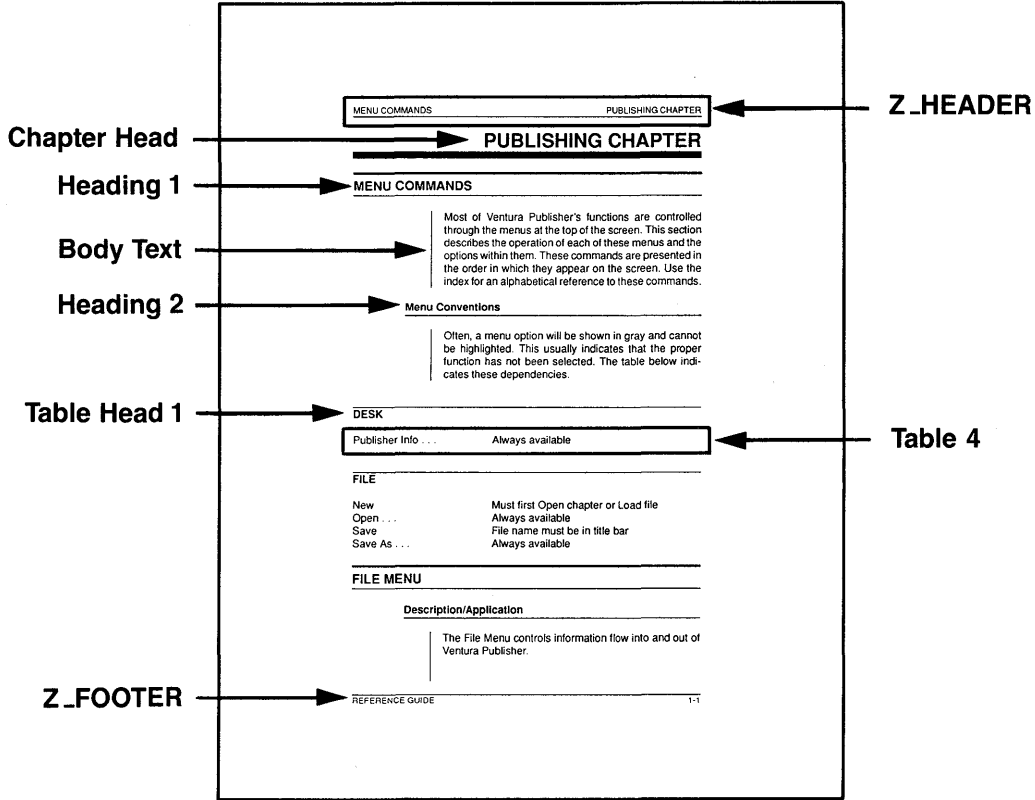 MENU COMMANDS PUBLISHING CHAPTER
Z_HEADER
Chapter Head
PUBLISHING CHAPTER
Heading 1
MENU COMMANDS
Body Text
Most of Ventura Publisher's functions are controlled
through the menus at the top of the screen. This section
describes the operation of each of these menus and the
options within them. These commands are presented in
the order in which they appear on the screen. Use the
index for an alphabetical reference to these commands.
Heading 2
Menu Conventions
Often, a menu option will be shown in gray and cannot
be highlighted. This usually indicates that the proper
function has not been selected. The table below indi-
cates these dependencies.
Table Head 1
DESK
Publisher Info . . . Always available
Table 4
FILE
New Must first Open chapter or Load file
Open . . . Always available
Save File name must be in title bar
Save As . . . Always available
FILE MENU
Description/Application
The File Menu controls information flow into and out of
Ventura Publisher.
Z_FOOTER
REFERENCE GUIDE 1-1